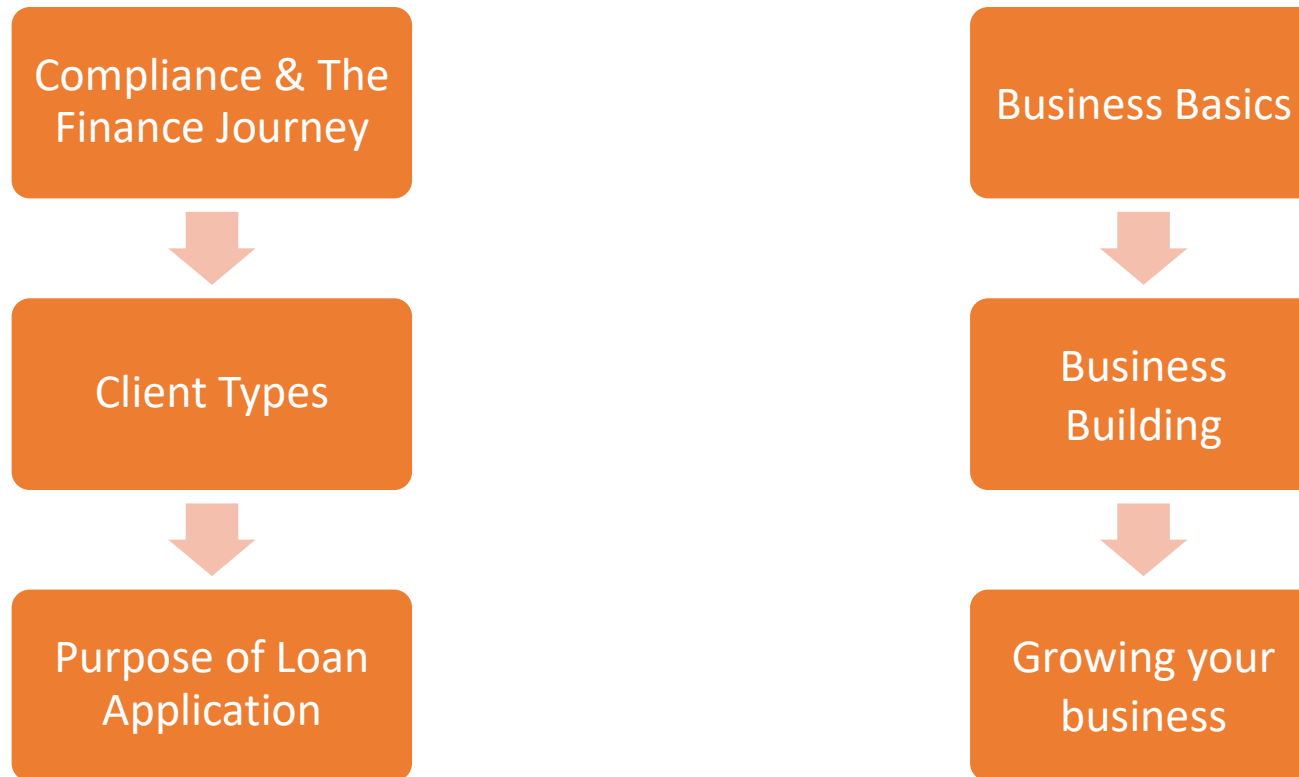 Compliance & The
Finance Journey
Client Types
Purpose of Loan
Application
Business Basics
Business
Building
Growing your
business